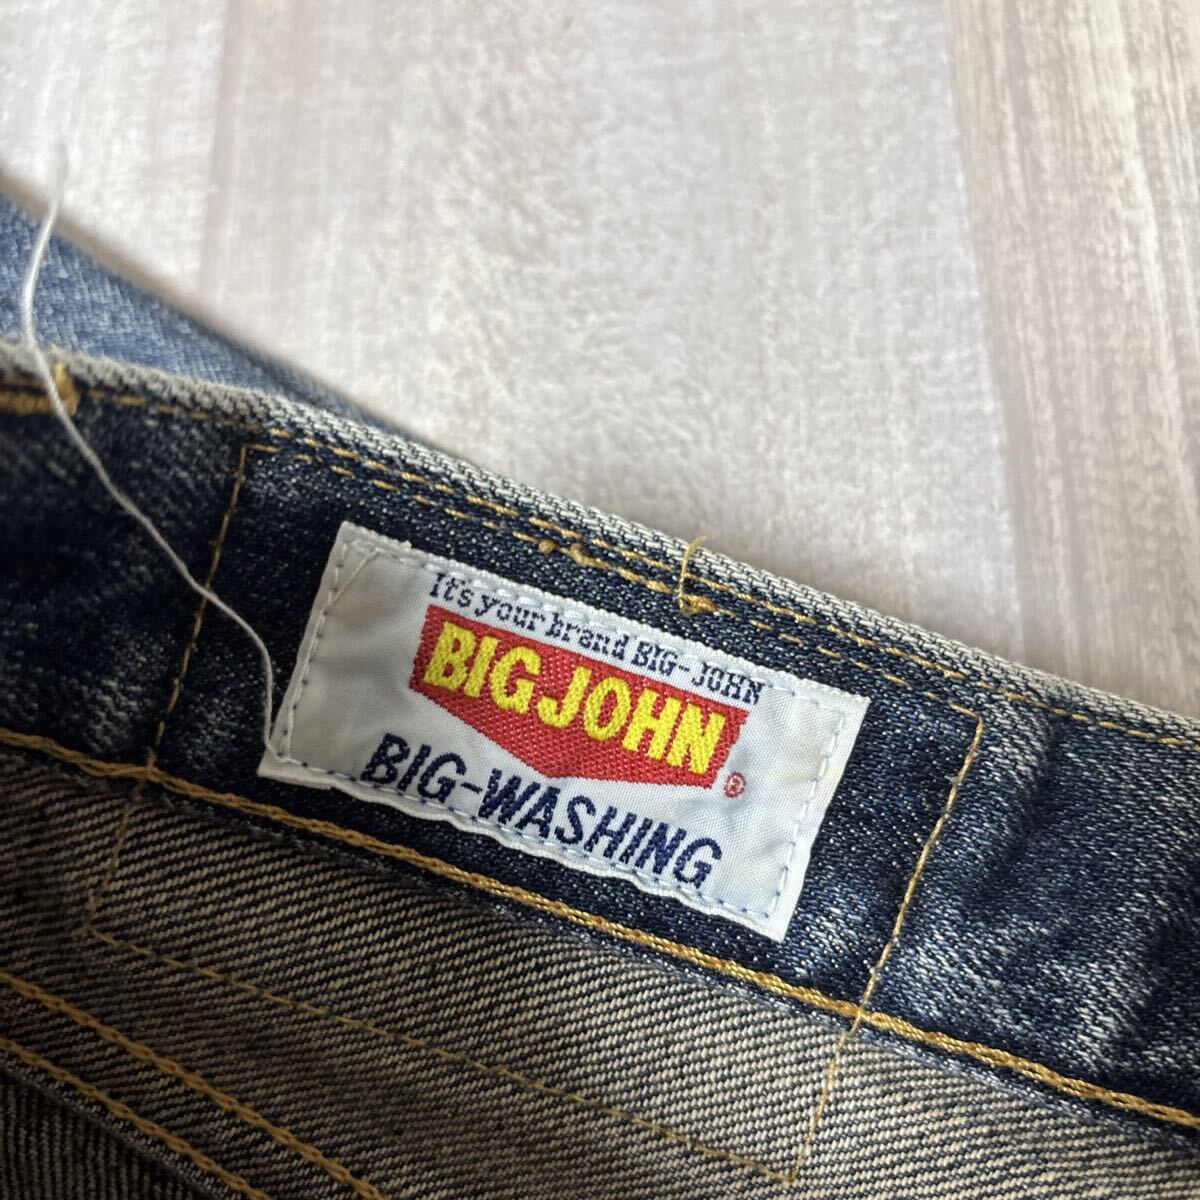 It's your brand BIG-JOHN
BIG JOHN
®
BIG-WASHING